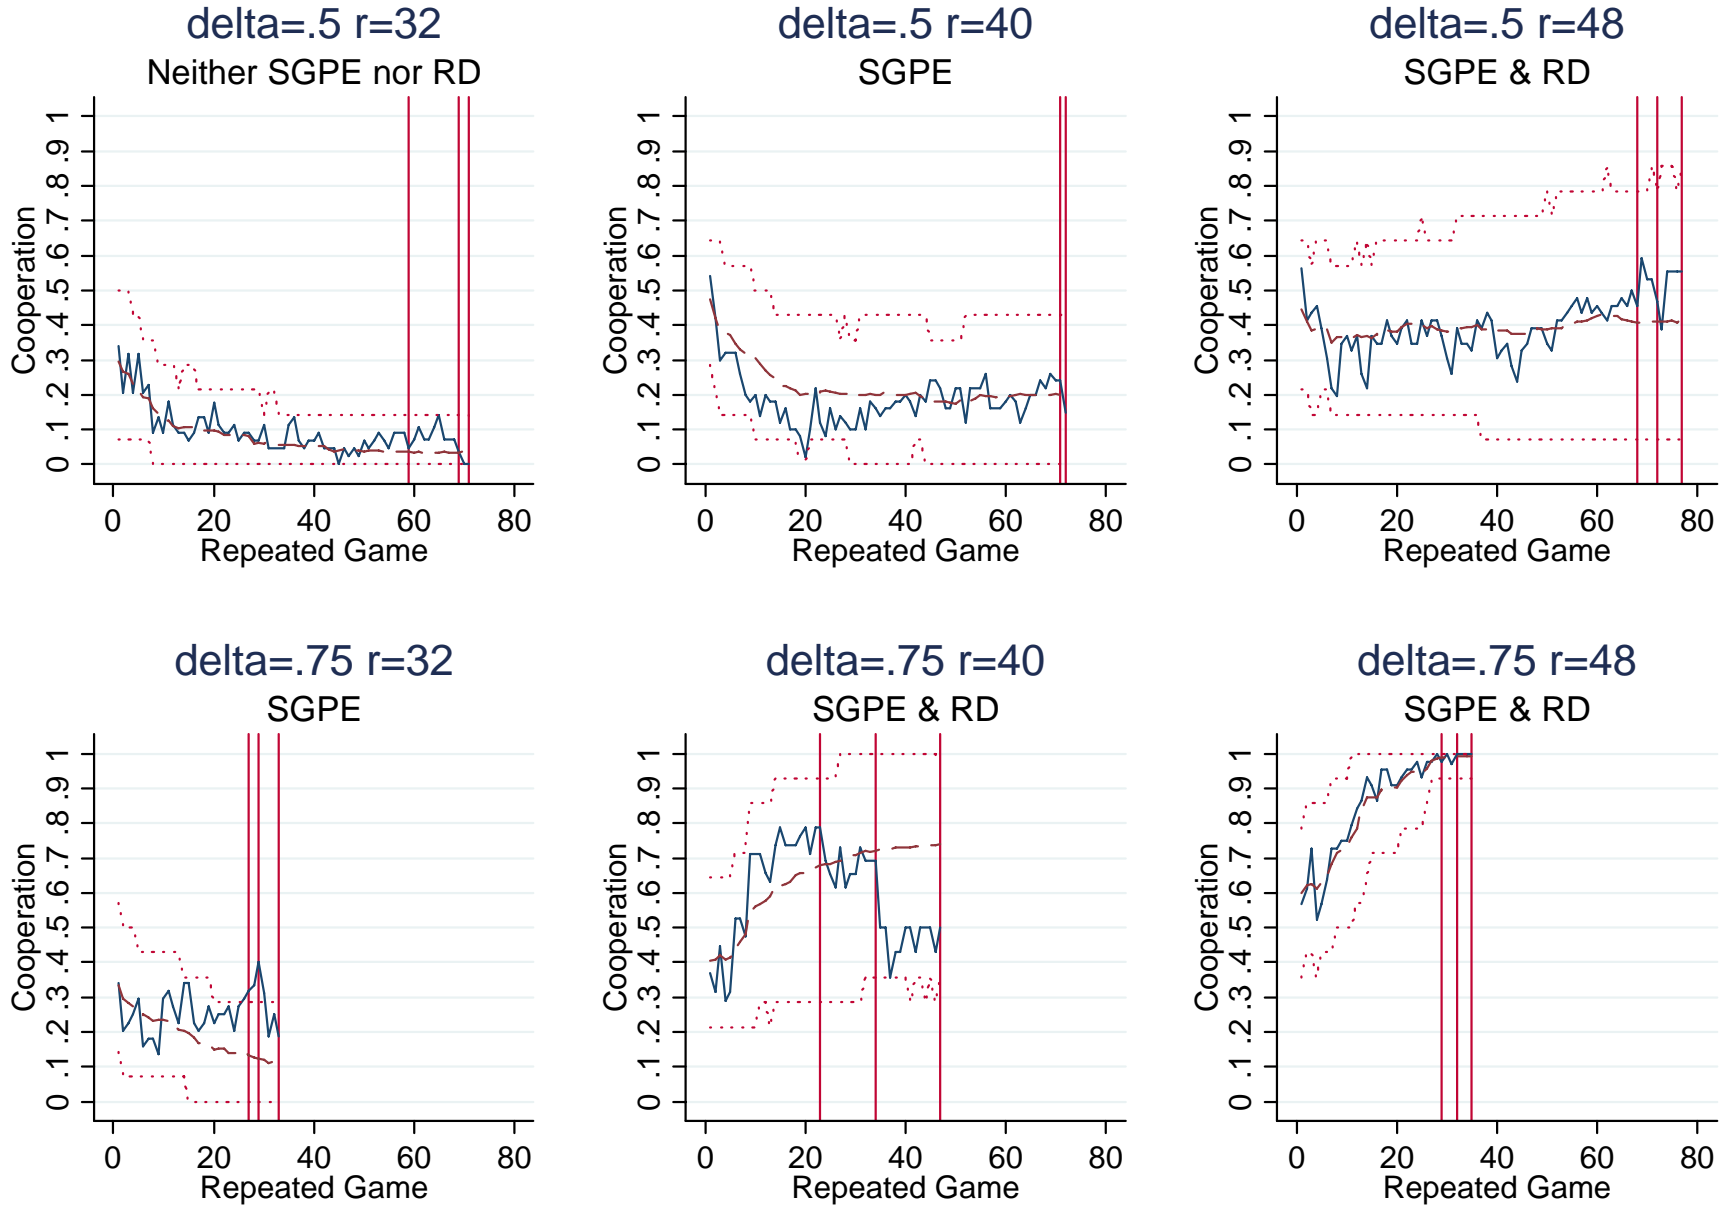 delta=.5 r=32
Neither SGPE nor RD
Cooperation
0 .1 .2 .3 .4 .5 .6 .7 .8 .9 1
0 20 40 60 80
Repeated Game
delta=.5 r=40
SGPE
Cooperation
0 .1 .2 .3 .4 .5 .6 .7 .8 .9 1
0 20 40 60 80
Repeated Game
delta=.5 r=48
SGPE & RD
Cooperation
0 .1 .2 .3 .4 .5 .6 .7 .8 .9 1
0 20 40 60 80
Repeated Game
delta=.75 r=32
SGPE
Cooperation
0 .1 .2 .3 .4 .5 .6 .7 .8 .9 1
0 20 40 60 80
Repeated Game
delta=.75 r=40
SGPE & RD
Cooperation
0 .1 .2 .3 .4 .5 .6 .7 .8 .9 1
0 20 40 60 80
Repeated Game
delta=.75 r=48
SGPE & RD
Cooperation
0 .1 .2 .3 .4 .5 .6 .7 .8 .9 1
0 20 40 60 80
Repeated Game